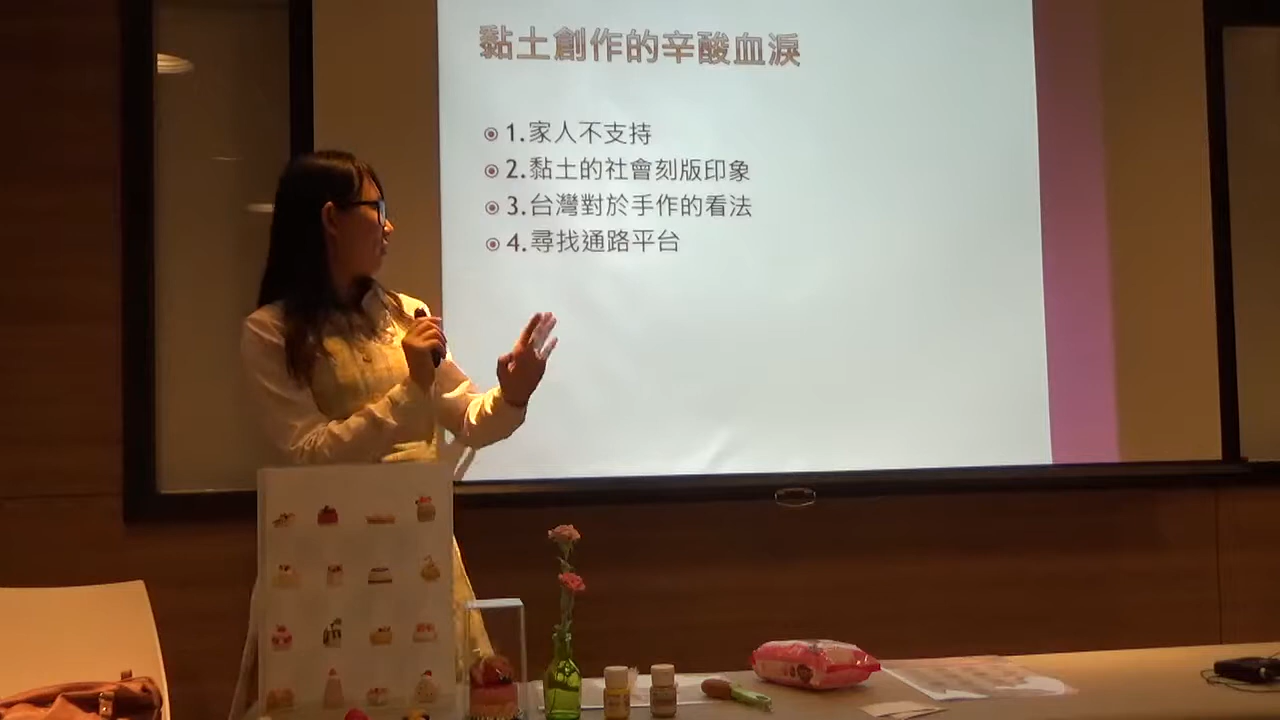 黏土創作的辛酸血淚
1.家人不支持
2.黏土的社會刻版印象
3.台灣對於手作的看法
4.尋找通路平台